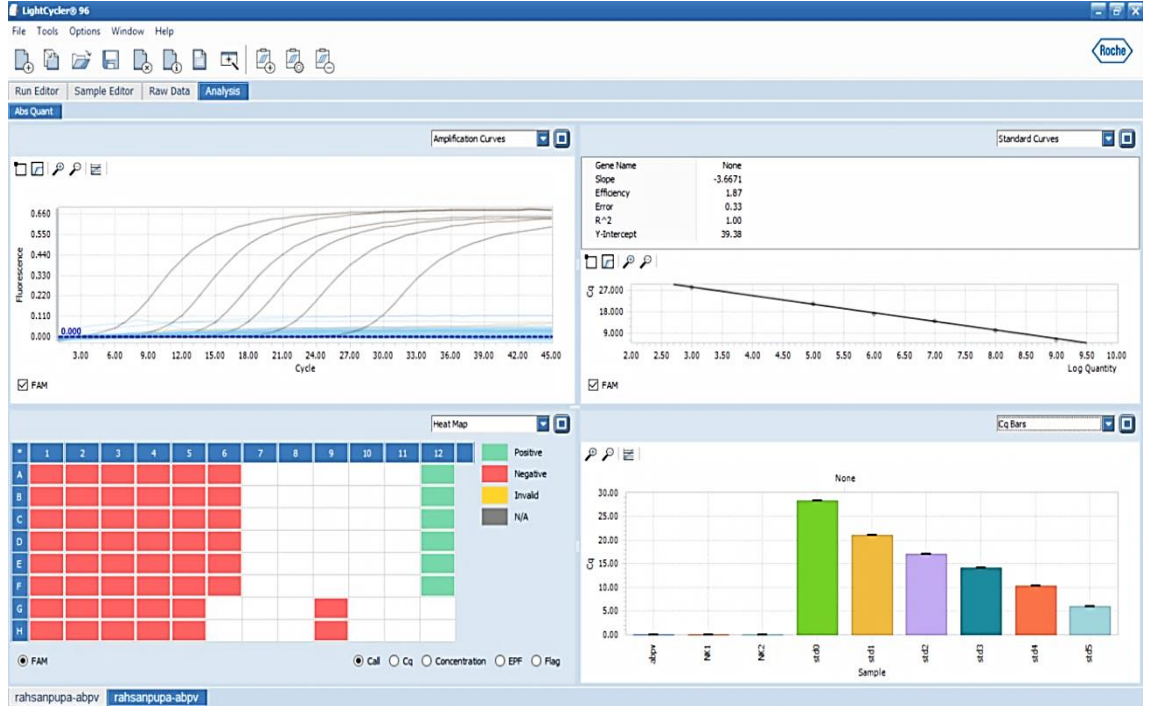 LightCycler® 96
File Tools Options Window Help
Roche
Run Editor Sample Editor Raw Data Analysis
Abs Quant
Amplification Curves
0.660
0.550
0.440
0.330
0.220
0.110
0.000
Fluorescence
0.000
3.00 6.00 9.00 12.00 15.00 18.00 21.00 24.00 27.00 30.00 33.00 36.00 39.00 42.00 45.00
Cycle
FAM
Standard Curves
Gene Name None
Slope -3.6671
Efficiency 1.87
Error 0.33
R^2 1.00
Y-Intercept 39.38
Cq
27.000
18.000
9.000
2.00 2.50 3.00 3.50 4.00 4.50 5.00 5.50 6.00 6.50 7.00 7.50 8.00 8.50 9.00 9.50 10.00
Log Quantity
FAM
Heat Map
* 1 2 3 4 5 6 7 8 9 10 11 12
A
B
C
D
E
F
G
H
Positive
Negative
Invalid
N/A
FAM
Call Cq Concentration EPF Flag
Cq Bars
None
30.00
25.00
20.00
15.00
10.00
5.00
0.00
Cq
abpv NK1 NK2 std0 std1 std2 std3 std4 std5
Sample
rahsanpupa-abpv rahsanpupa-abpv